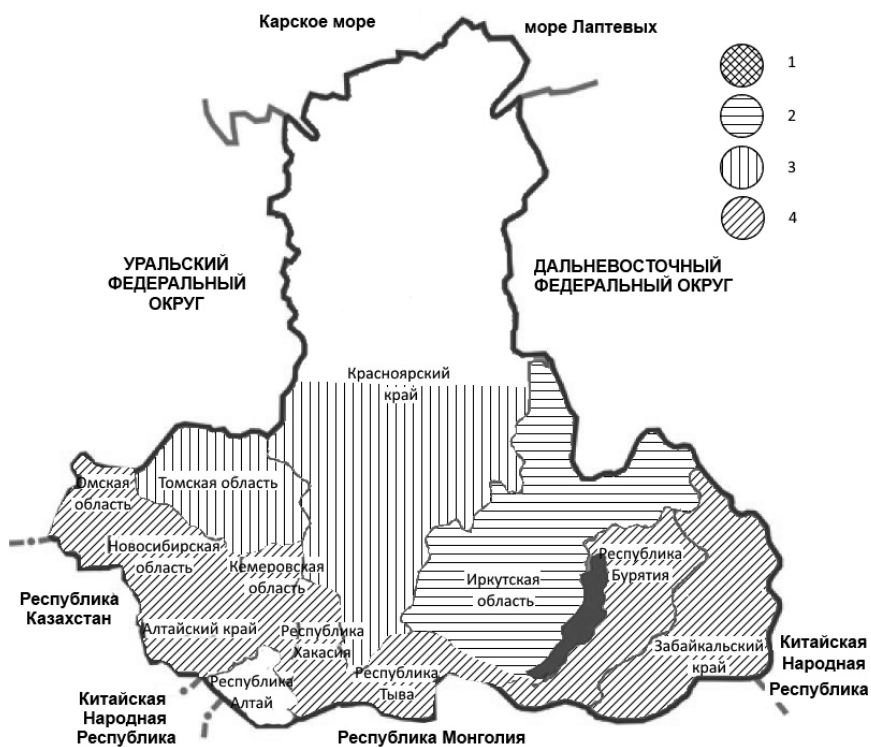 Карское море
море Лаптевых
1
2
3
4
УРАЛЬСКИЙ
ФЕДЕРАЛЬНЫЙ
ОКРУГ
ДАЛЬНЕВОСТОЧНЫЙ
ФЕДЕРАЛЬНЫЙ ОКРУГ
Красноярский
край
Омская
область
Томская область
Новосибирская
область
Кемеровская
область
Республика
Бурятия
Иркутская
область
Республика
Казахстан
Алтайский край
Республика
Хакасия
Забайкальский
край
Китайская
Народная
Республика
Республика
Алтай
Республика
Тыва
Китайская
Народная
Республика
Республика Монголия